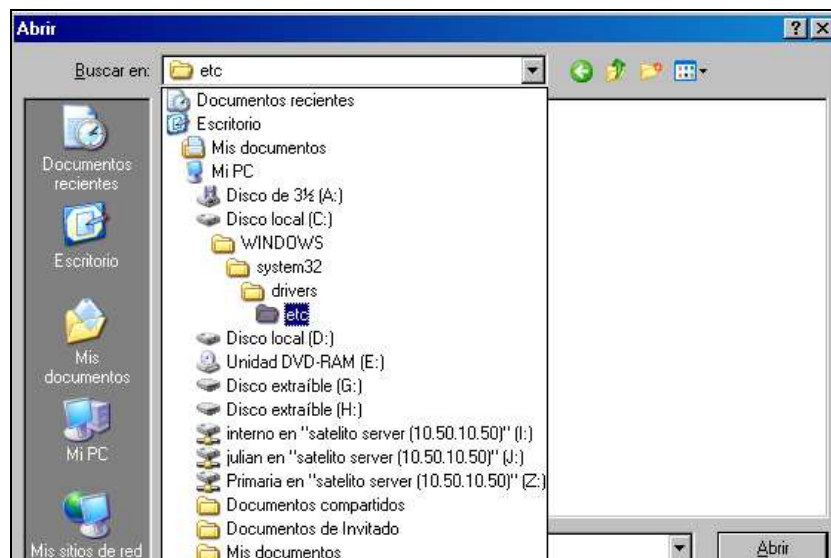 Abrir
Buscar en: etc
Documentos recientes
Escritorio
Mis documentos
Mi PC
Disco de 3½ (A:)
Disco local (C:)
WINDOWS
system32
drivers
etc
Disco local (D:)
Unidad DVD-RAM (E:)
Disco extraíble (G:)
Disco extraíble (H:)
interno en "satelito server (10.50.10.50)" (I:)
julian en "satelito server (10.50.10.50)" (J:)
Primaria en "satelito server (10.50.10.50)" (Z:)
Documentos compartidos
Documentos de Invitado
Mis documentos
Documentos
recientes
Escritorio
Mis
documentos
Mi PC
Mis sitios de red
Abrir